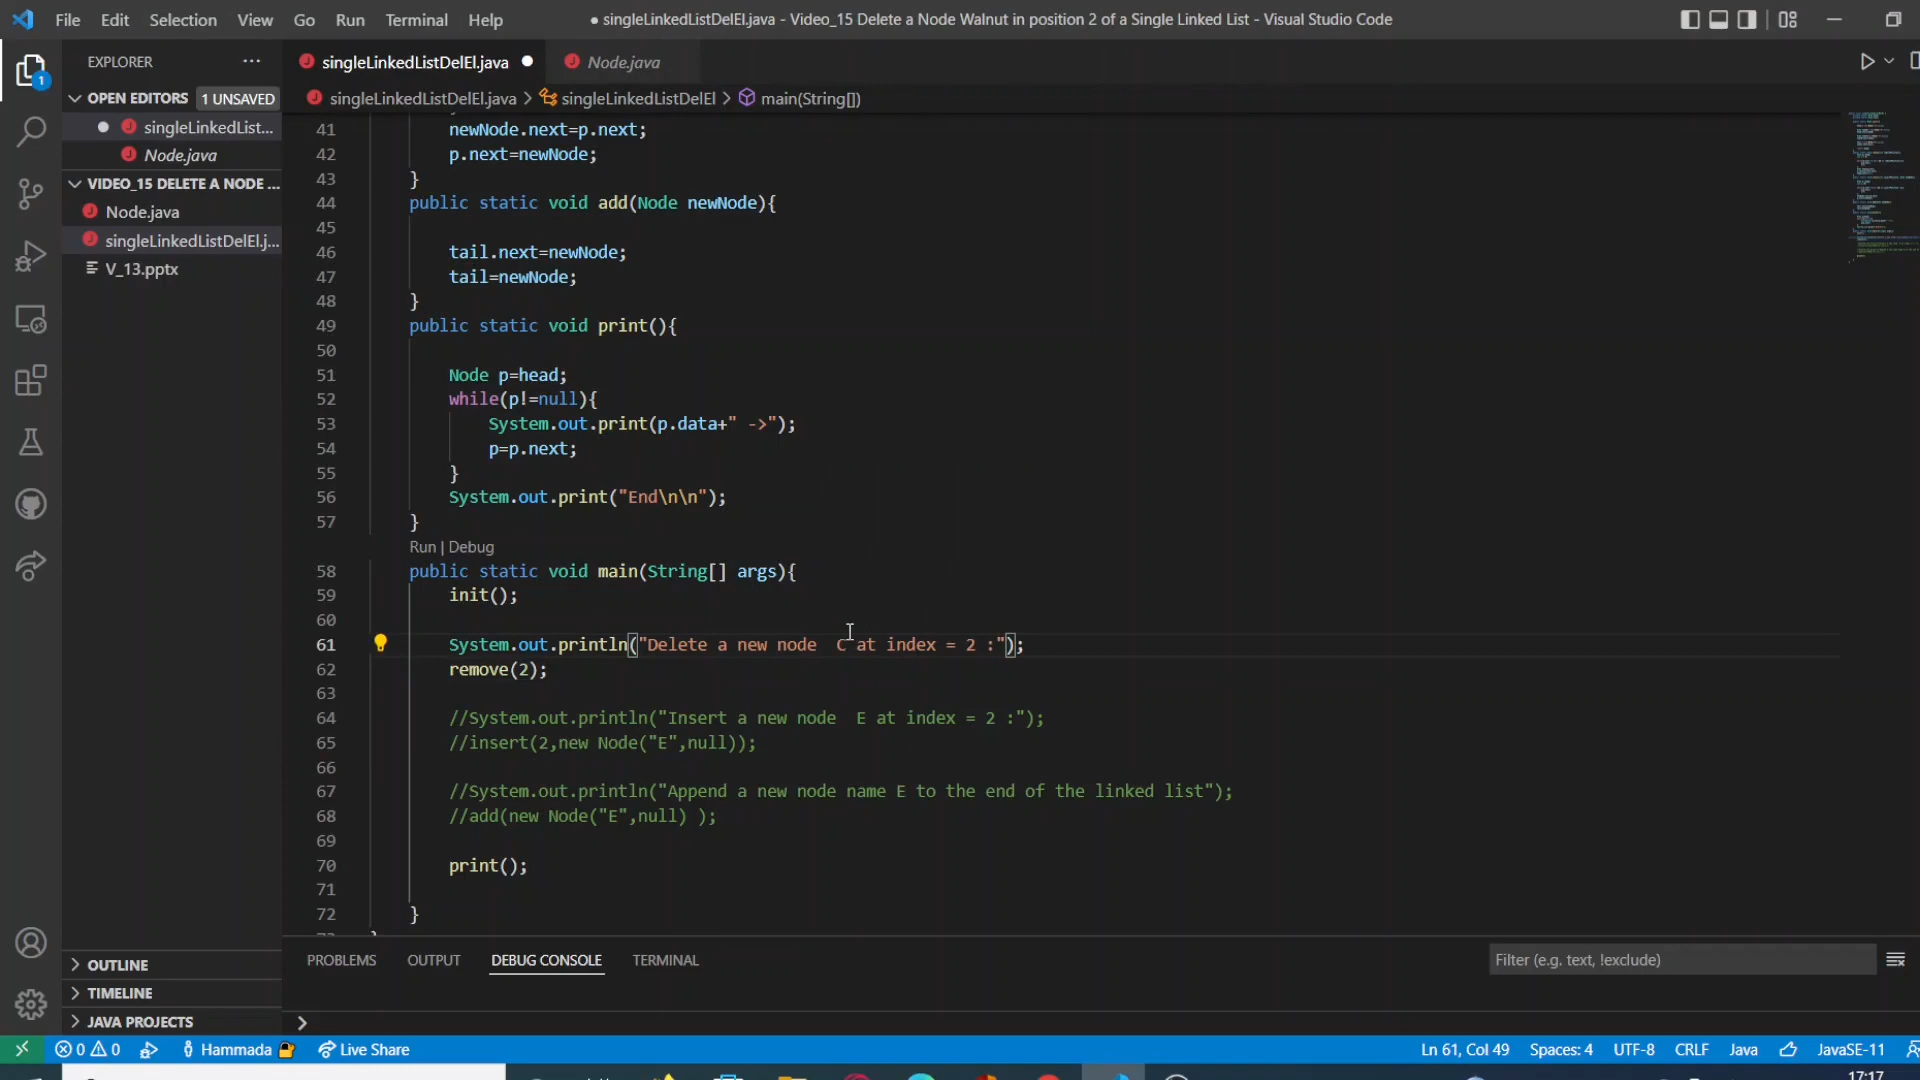 File Edit Selection View Go Run Terminal Help
● singleLinkedListDelEl.java - Video_15 Delete a Node Walnut in position 2 of a Single Linked List - Visual Studio Code
EXPLORER ···
singleLinkedListDelEl.java ●
Node.java
OPEN EDITORS 1 UNSAVED
singleLinkedListDelEl.java > singleLinkedListDelEl > main(String[])
● singleLinkedList...
Node.java
VIDEO_15 DELETE A NODE ...
Node.java
singleLinkedListDelEl.j...
V_13.pptx
1
41 newNode.next=p.next;
42 p.next=newNode;
43 }
44 public static void add(Node newNode){
45
46 tail.next=newNode;
47 tail=newNode;
48 }
49 public static void print(){
50
51 Node p=head;
52 while(p!=null){
53 System.out.print(p.data+" ->");
54 p=p.next;
55 }
56 System.out.print("End\n\n");
57 }
Run | Debug
58 public static void main(String[] args){
59 init();
60
61 System.out.println("Delete a new node  C at index = 2 :");
62 remove(2);
63
64 //System.out.println("Insert a new node  E at index = 2 :");
65 //insert(2,new Node("E",null));
66
67 //System.out.println("Append a new node name E to the end of the linked list");
68 //add(new Node("E",null) );
69
70 print();
71
72 }
OUTLINE
TIMELINE
JAVA PROJECTS
PROBLEMS OUTPUT DEBUG CONSOLE TERMINAL
Filter (e.g. text, !exclude)
0 0 Hammada Live Share
Ln 61, Col 49 Spaces: 4 UTF-8 CRLF Java JavaSE-11
17:17